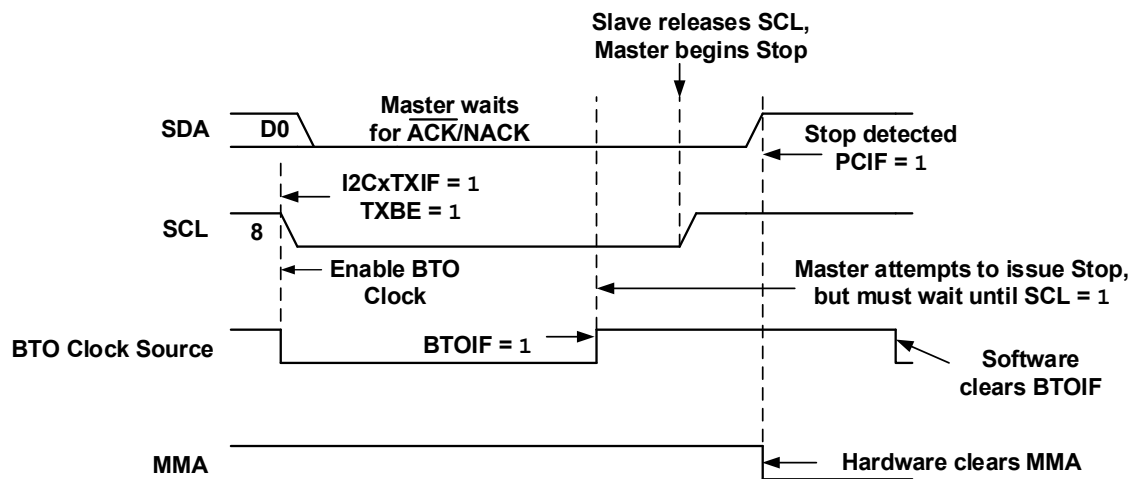 Slave releases SCL,
Master begins Stop
SDA
D0
Master waits
for A̅C̅K̅/NACK
Stop detected
PCIF = 1
I2CxTXIF = 1
TXBE = 1
SCL
8
Enable BTO
Clock
Master attempts to issue Stop,
but must wait until SCL = 1
BTO Clock Source
BTOIF = 1
Software
clears BTOIF
MMA
Hardware clears MMA